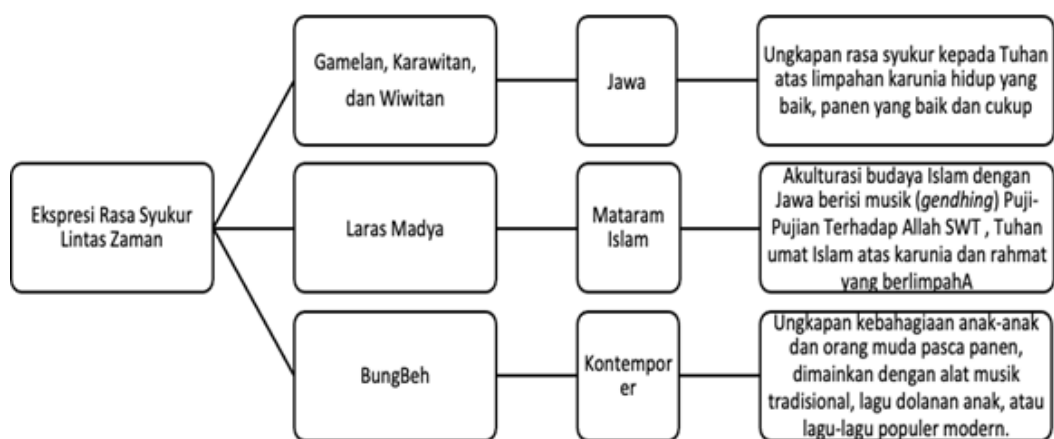 Ekspresi Rasa Syukur
Lintas Zaman
Gamelan, Karawitan,
dan Wiwitan
Jawa
Ungkapan rasa syukur kepada Tuhan
atas limpahan karunia hidup yang
baik, panen yang baik dan cukup
Laras Madya
Mataram
Islam
Akulturasi budaya Islam dengan
Jawa berisi musik (gendhing) Puji-
Pujian Terhadap Allah SWT , Tuhan
umat Islam atas karunia dan rahmat
yang berlimpahA
BungBeh
Kontempor
er
Ungkapan kebahagiaan anak-anak
dan orang muda pasca panen,
dimainkan dengan alat musik
tradisional, lagu dolanan anak, atau
lagu-lagu populer modern.